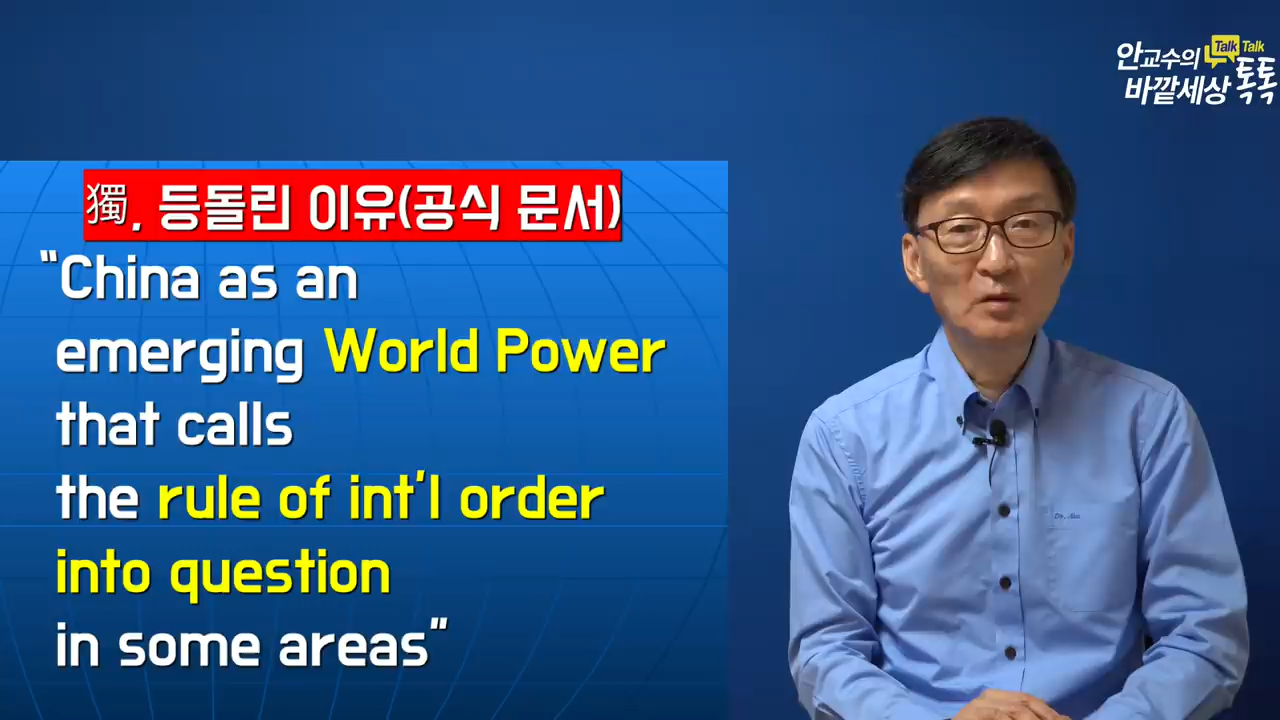 안교수의 Talk Talk
바깥세상 톡톡
獨, 등돌린 이유(공식 문서)
“China as an
emerging World Power
that calls
the rule of int'l order
into question
in some areas”
Dr. Ahn